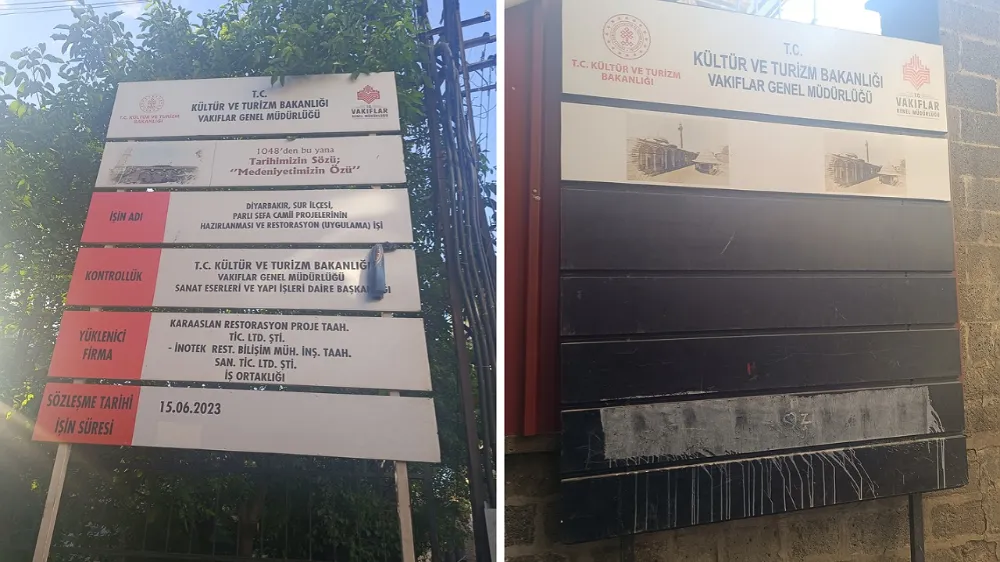 T.C.
KÜLTÜR VE TURİZM BAKANLIĞI
VAKIFLAR GENEL MÜDÜRLÜĞÜ
T.C. KÜLTÜR VE TURİZM
BAKANLIĞI
VAKIFLAR
GENEL MÜDÜRLÜĞÜ
1048'den bu yana
Tarihimizin Sözü;
"Medeniyetimizin Özü"
İŞİN ADI
DİYARBAKIR, SUR İLÇESİ,
PARLI SEFA CAMİİ PROJELERİNİN
HAZIRLANMASI VE RESTORASYON (UYGULAMA) İŞİ
KONTROLLÜK
T.C. KÜLTÜR VE TURİZM BAKANLIĞI
VAKIFLAR GENEL MÜDÜRLÜĞÜ
SANAT ESERLERİ VE YAPI İŞLERİ DAİRE BAŞKANLIĞI
YÜKLENİCİ
FİRMA
KARAASLAN RESTORASYON PROJE TAAH.
TİC. LTD. ŞTİ.
- İNOTEK REST. BİLİŞİM MÜH. İNŞ. TAAH.
SAN. TİC. LTD. ŞTİ.
İŞ ORTAKLIĞI
SÖZLEŞME TARİHİ
İŞİN SÜRESİ
15.06.2023
T.C.
KÜLTÜR VE TURİZM BAKANLIĞI
VAKIFLAR GENEL MÜDÜRLÜĞÜ
T.C. KÜLTÜR VE TURİZM
BAKANLIĞI
T.C.
VAKIFLAR
GENEL MÜDÜRLÜĞÜ